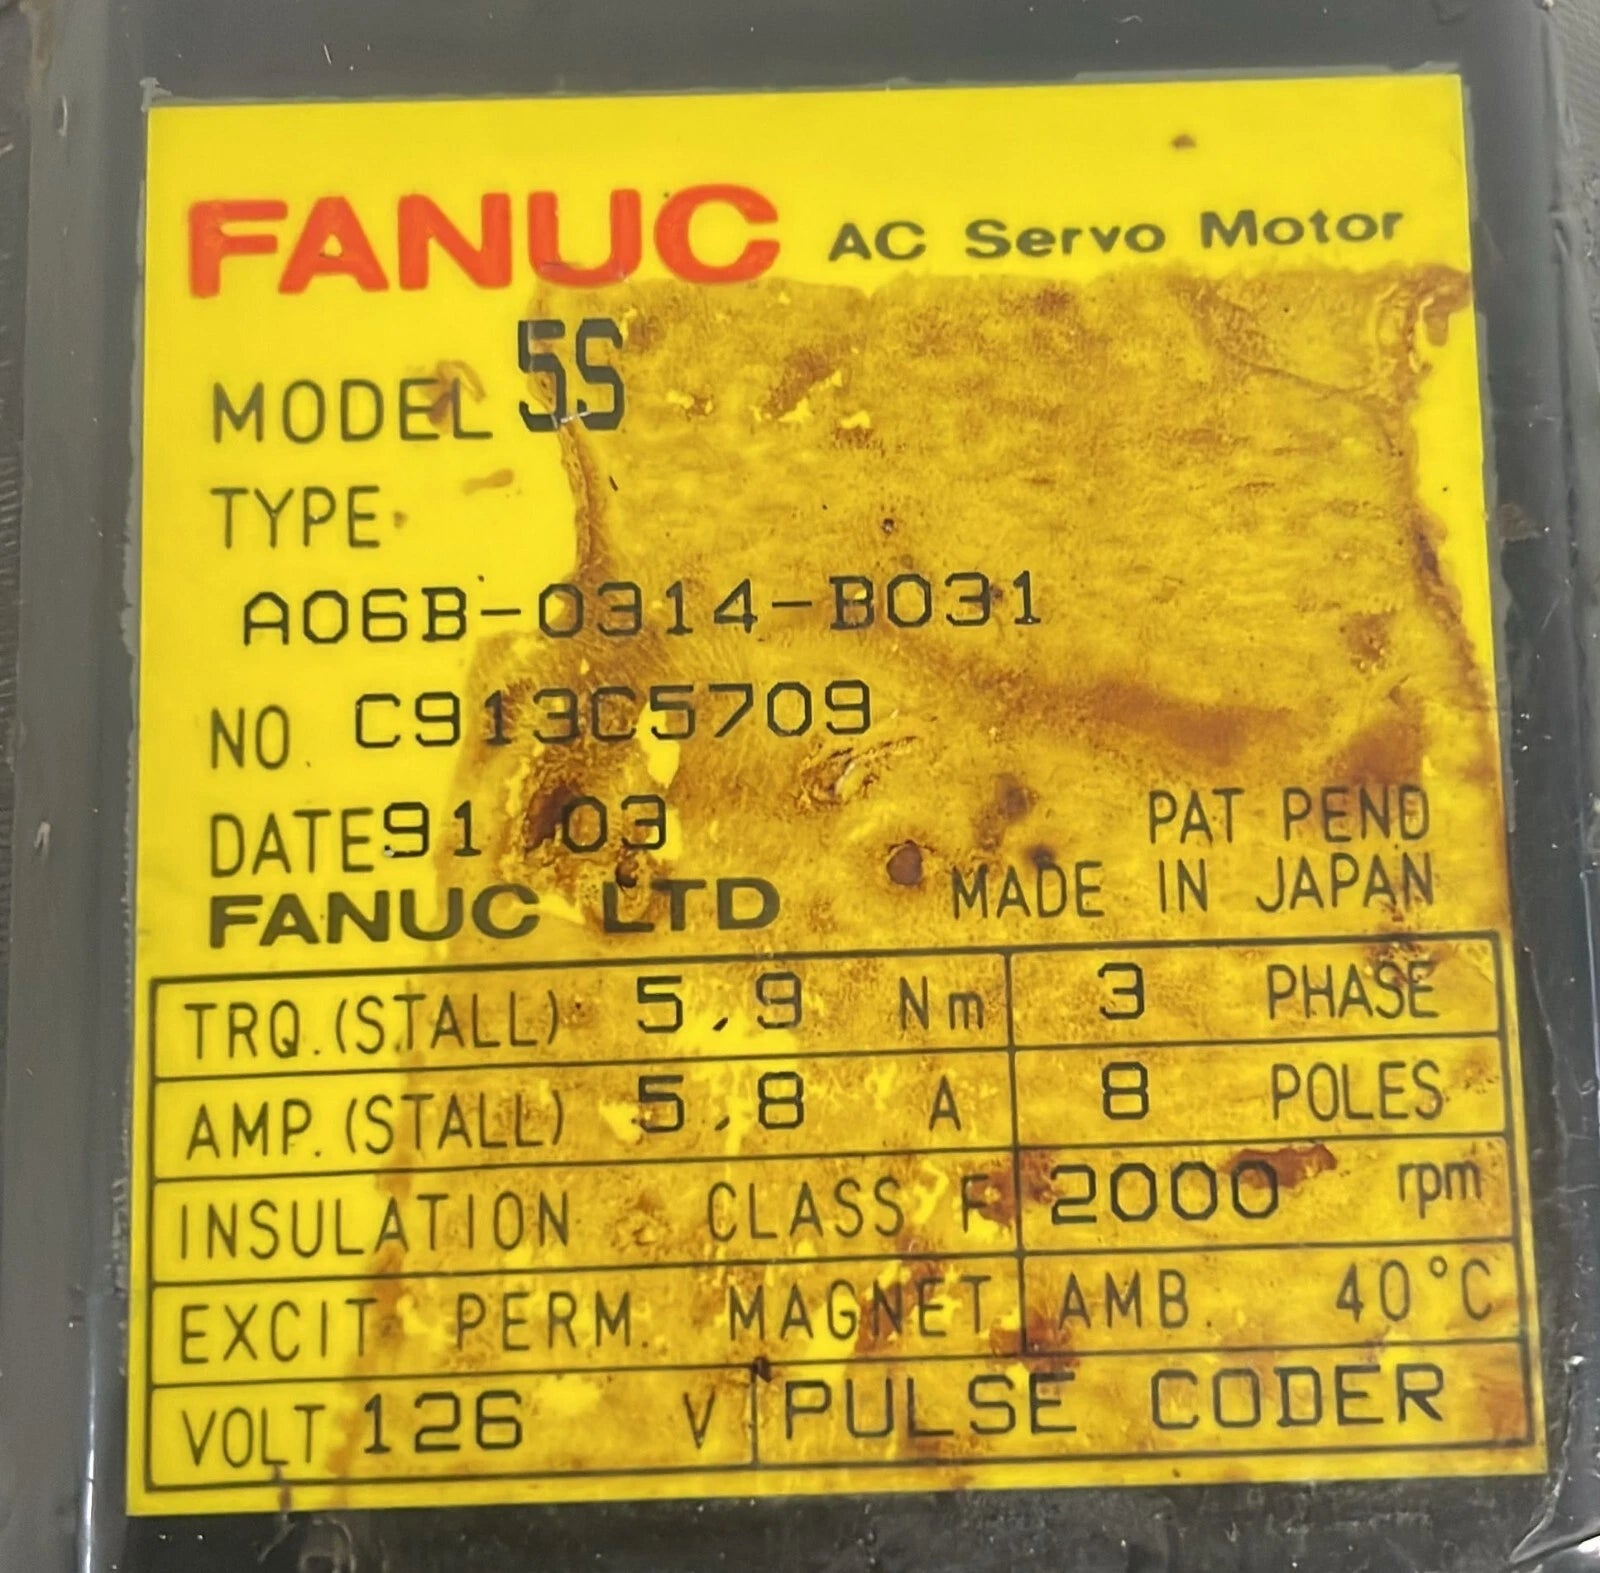 FANUC AC Servo Motor
MODEL 5S
TYPE
A06B-0314-B031
NO. C913C5709
DATE 91 03
PAT PEND
FANUC LTD MADE IN JAPAN
TRQ.(STALL) 5.9 Nm 3 PHASE
AMP.(STALL) 5.8 A 8 POLES
INSULATION CLASS F 2000 rpm
EXCIT PERM. MAGNET AMB. 40°C
VOLT 126 V PULSE CODER